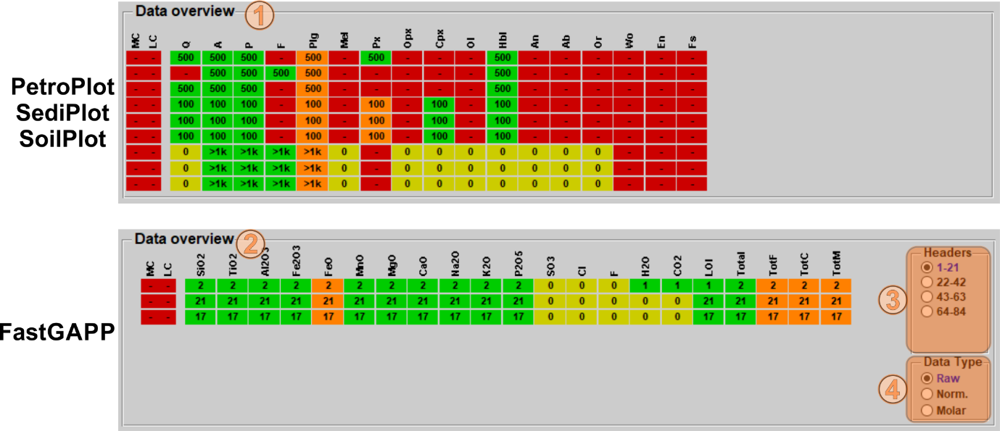 Data overview 1
MC LC Q A P F Plg Mel Px Opx Cpx Ol Hbl An Ab Or Wo En Fs
- - 500 500 500 - 500 - 500 - - - 500 - - - - - -
- - - 500 500 500 500 - - - - - 500 - - - - - -
PetroPlot
- - 500 500 500 - 500 - - - - - 500 - - - - - -
SediPlot
- - 100 100 100 - 100 - 100 - 100 - 100 - - - - - -
- - 100 100 100 - 100 - 100 - 100 - 100 - - - - - -
SoilPlot
- - 100 100 100 - 100 - 100 - 100 - 100 - - - - - -
- - 0 >1k >1k >1k >1k 0 - 0 0 0 0 0 0 0 - - -
- - 0 >1k >1k >1k >1k 0 - 0 0 0 0 0 0 0 - - -
- - 0 >1k >1k >1k >1k 0 - 0 0 0 0 0 0 0 - - -
Data overview 2
MC LC SiO2 TiO2 Al2O3 Fe2O3 FeO MnO MgO CaO Na2O K2O P2O5 SO3 Cl F H2O CO2 LOI Total TotF TotC TotM
- - 2 2 2 2 2 2 2 2 2 2 2 0 0 0 1 1 1 2 2 2 2
- - 21 21 21 21 21 21 21 21 21 21 21 0 0 0 0 0 21 21 21 21 21
- - 17 17 17 17 17 17 17 17 17 17 17 0 0 0 0 0 17 17 17 17 17
FastGAPP
Headers
1-21
22-42
3
43-63
64-84
Data Type
Raw
4
Norm.
Molar